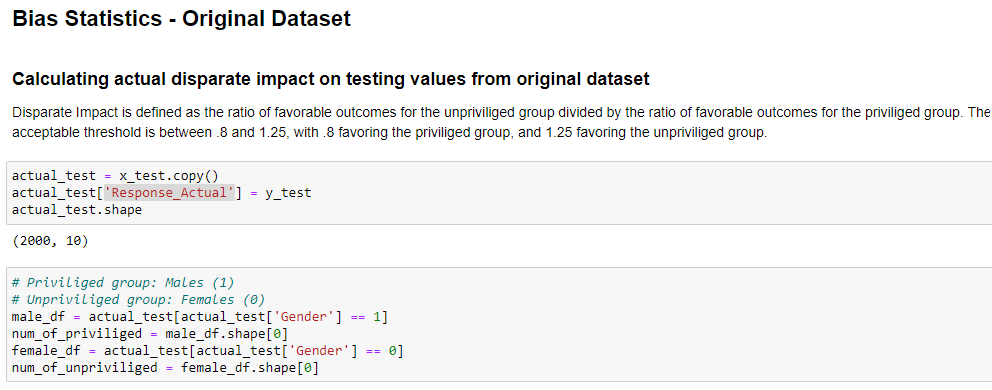 Bias Statistics - Original Dataset
Calculating actual disparate impact on testing values from original dataset
Disparate Impact is defined as the ratio of favorable outcomes for the unpriviliged group divided by the ratio of favorable outcomes for the priviliged group. The
acceptable threshold is between .8 and 1.25, with .8 favoring the priviliged group, and 1.25 favoring the unpriviliged group.
actual_test = x_test.copy()
actual_test['Response_Actual'] = y_test
actual_test.shape
(2000, 10)
# Priviliged group: Males (1)
# Unpriviliged group: Females (0)
male_df = actual_test[actual_test['Gender'] == 1]
num_of_priviliged = male_df.shape[0]
female_df = actual_test[actual_test['Gender'] == 0]
num_of_unpriviliged = female_df.shape[0]